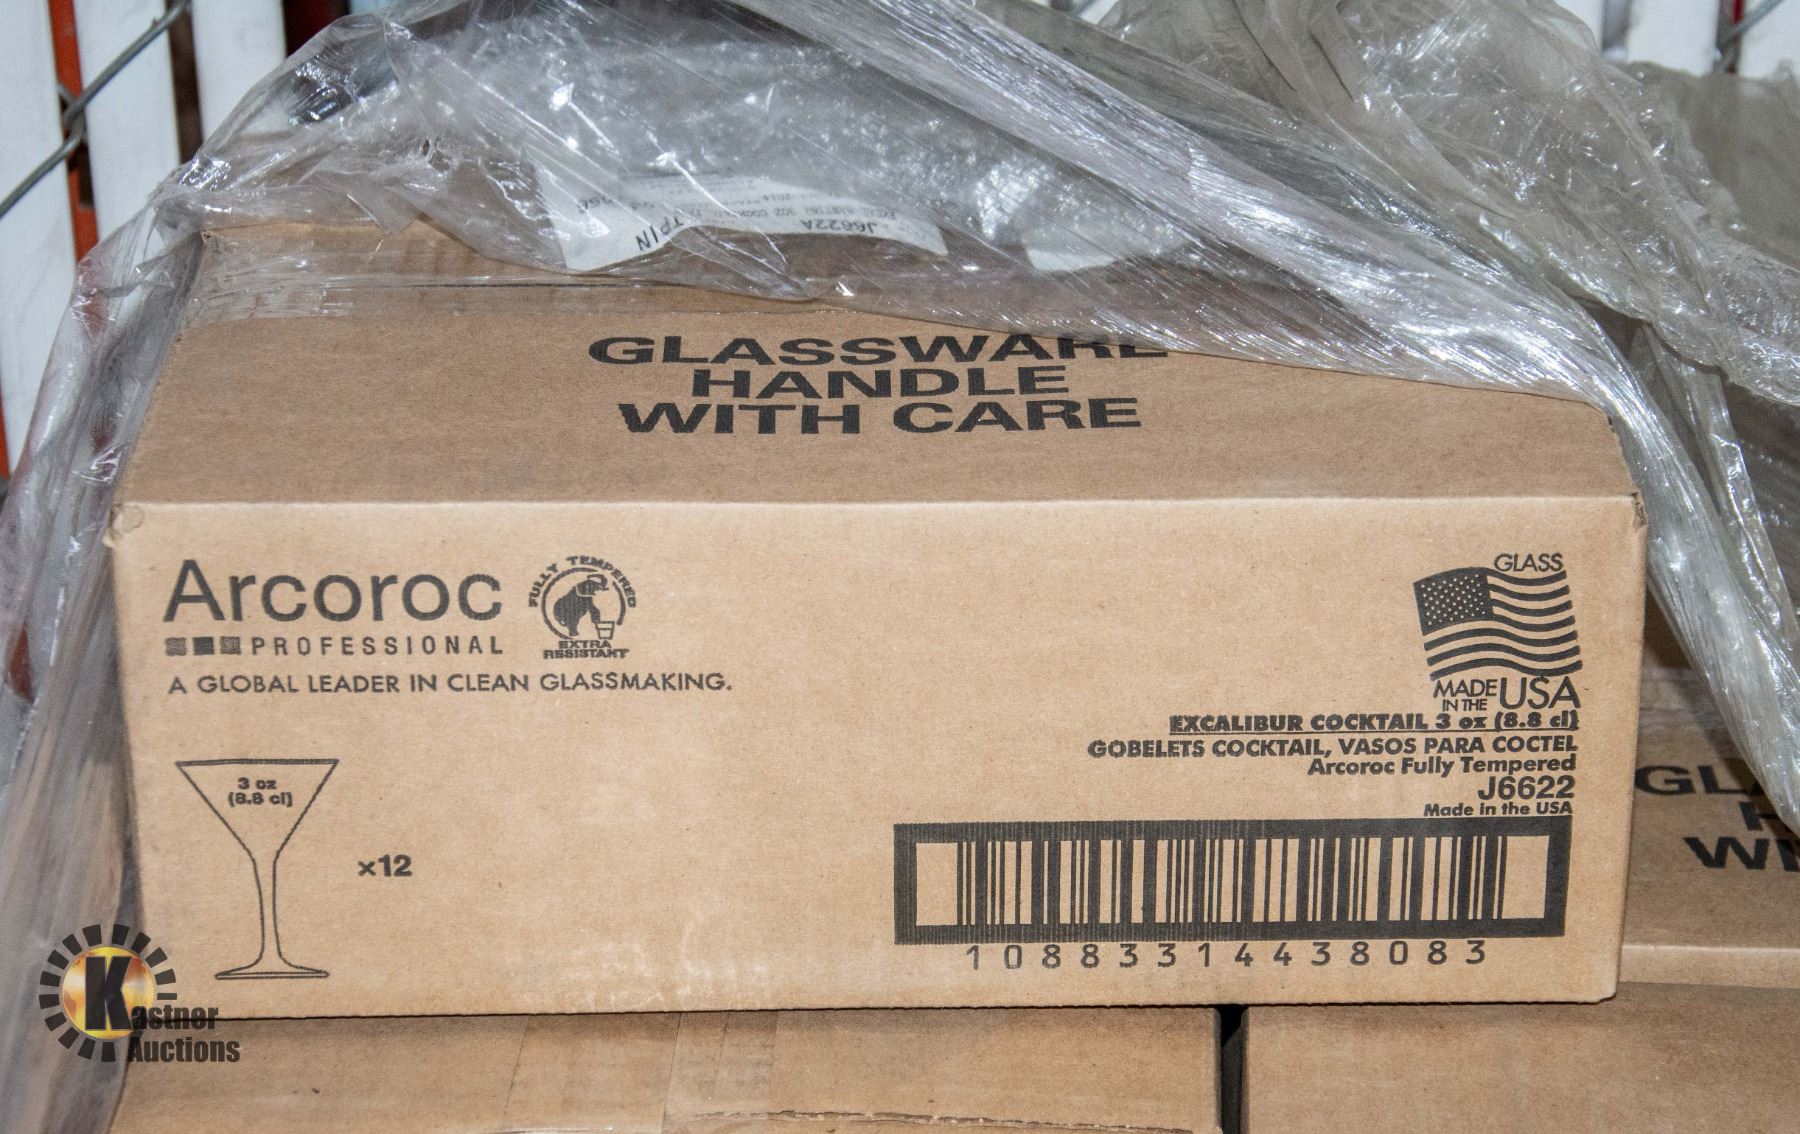 J6622A
GLASSWARE
HANDLE
WITH CARE
Arcoroc
PROFESSIONAL
FULLY TEMPERED
EXTRA
RESISTANT
A GLOBAL LEADER IN CLEAN GLASSMAKING.
3 oz
(8.8 cl)
x12
GLASS
MADE IN THE USA
EXCALIBUR COCKTAIL 3 oz (8.8 cl)
GOBELETS COCKTAIL, VASOS PARA COCTEL
Arcoroc Fully Tempered
J6622
Made in the USA
10883314438083
GL
H
WI
Kastner
Auctions